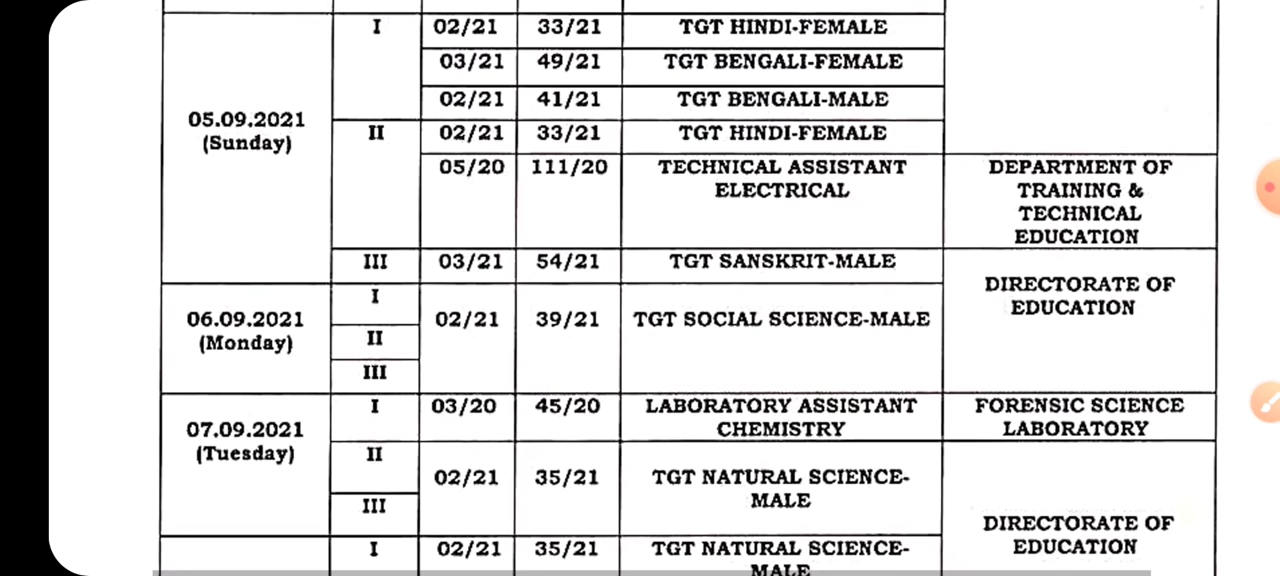 I 02/21 33/21 TGT HINDI-FEMALE
03/21 49/21 TGT BENGALI-FEMALE
02/21 41/21 TGT BENGALI-MALE
05.09.2021
(Sunday)
II 02/21 33/21 TGT HINDI-FEMALE
05/20 111/20 TECHNICAL ASSISTANT
ELECTRICAL
DEPARTMENT OF
TRAINING &
TECHNICAL
EDUCATION
III 03/21 54/21 TGT SANSKRIT-MALE
DIRECTORATE OF
EDUCATION
06.09.2021
(Monday)
I
II
III
02/21 39/21 TGT SOCIAL SCIENCE-MALE
07.09.2021
(Tuesday)
I 03/20 45/20 LABORATORY ASSISTANT
CHEMISTRY
FORENSIC SCIENCE
LABORATORY
II
III
02/21 35/21 TGT NATURAL SCIENCE-
MALE
DIRECTORATE OF
EDUCATION
I 02/21 35/21 TGT NATURAL SCIENCE-
MALE